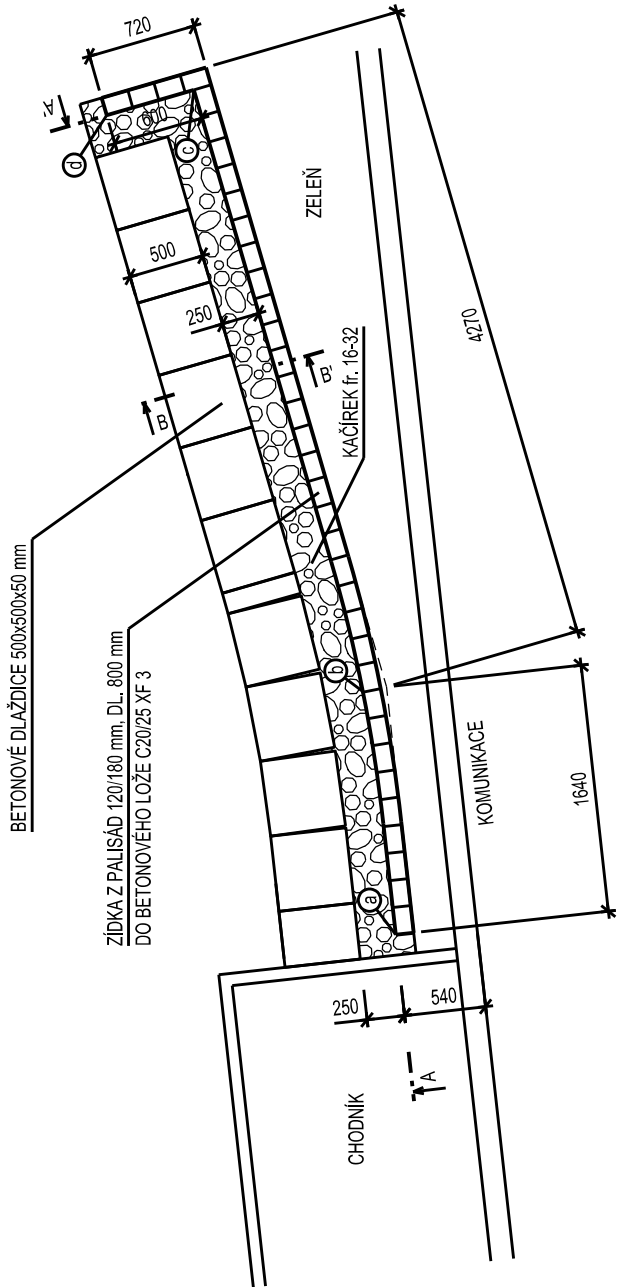 BETONOVÉ DLAŽDICE 500x500x50 mm
ZÍDKA Z PALISÁD 120/180 mm, DL. 800 mm
DO BETONOVÉHO LOŽE C20/25 XF 3
720
A'
d
600
c
500
250
B
B'
ZELEŇ
KAČÍREK fr. 16-32
4270
b
a
KOMUNIKACE
1640
250
540
A
CHODNÍK